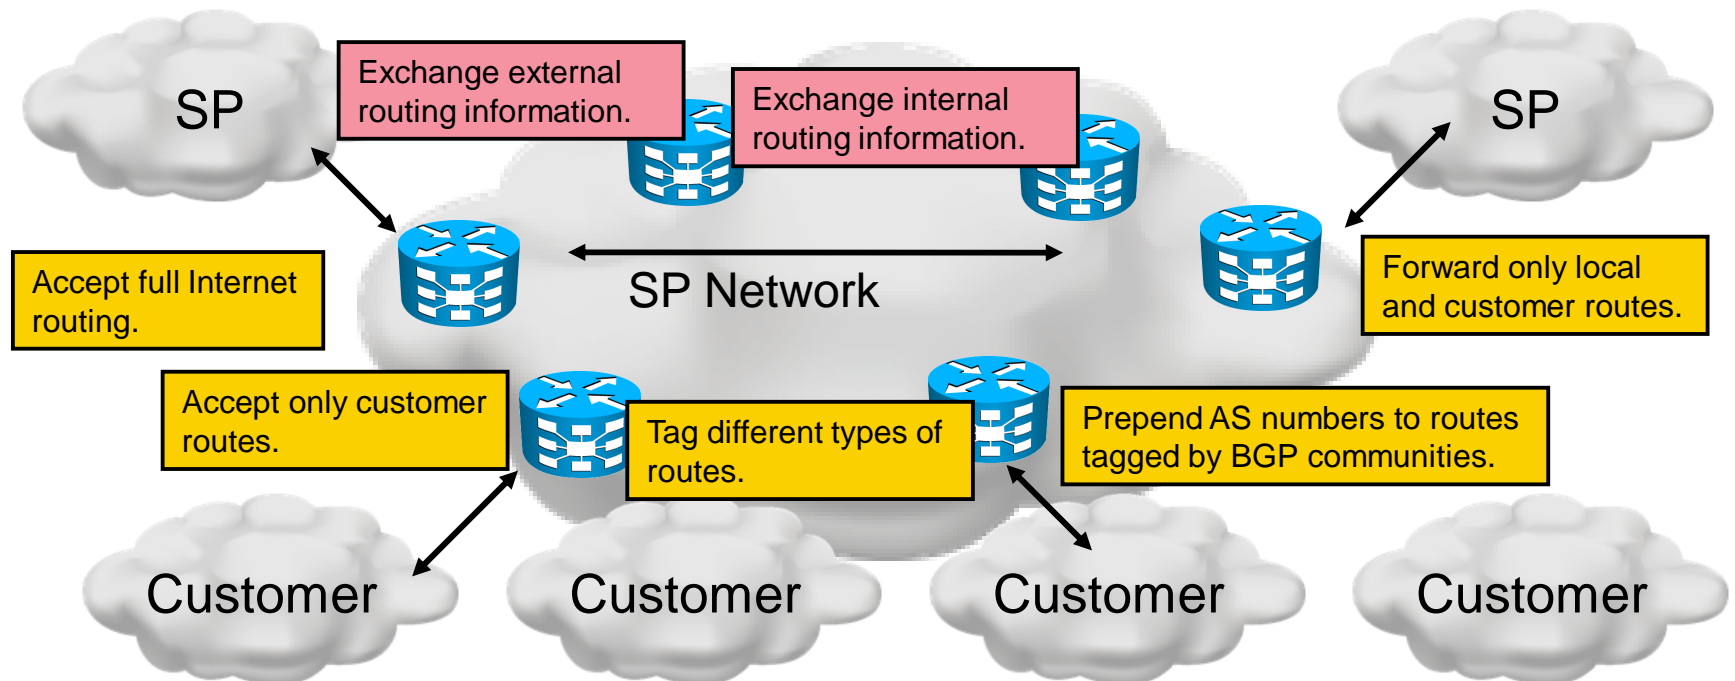 SP
Exchange external
routing information.
Exchange internal
routing information.
SP
Accept full Internet
routing.
SP Network
Forward only local
and customer routes.
Accept only customer
routes.
Tag different types of
routes.
Prepend AS numbers to routes
tagged by BGP communities.
Customer
Customer
Customer
Customer